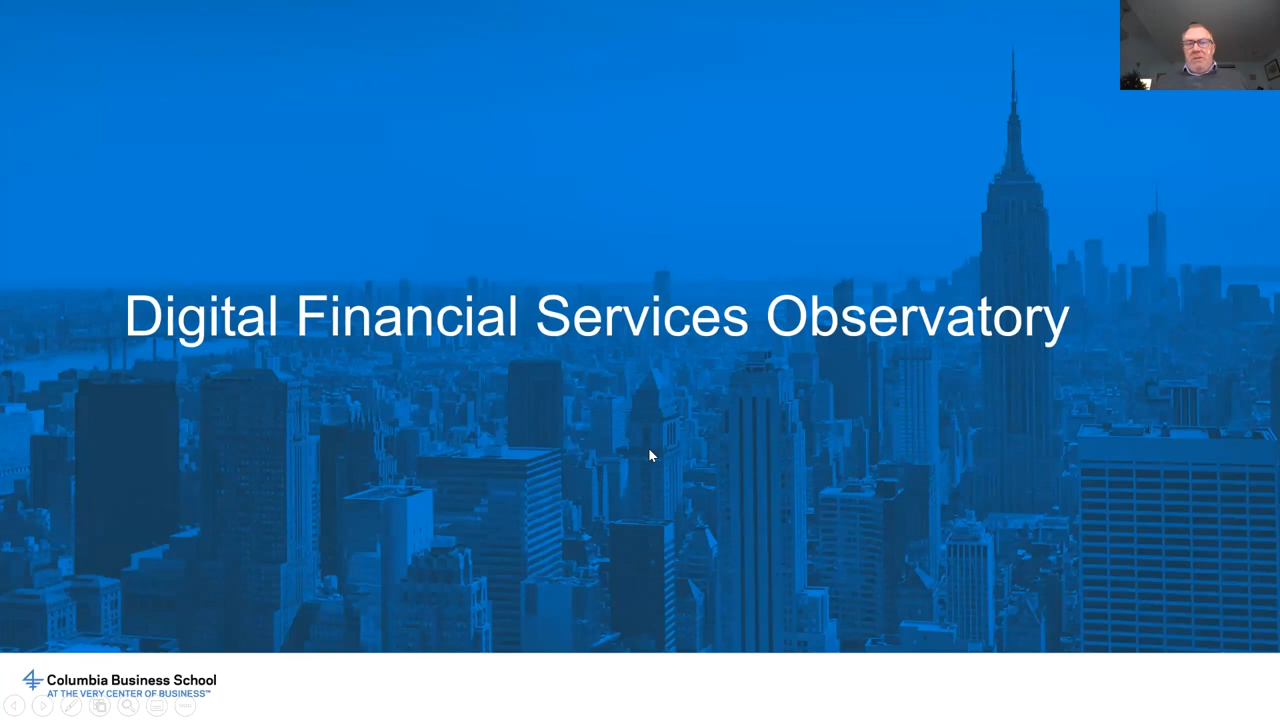 Digital Financial Services Observatory
Columbia Business School
AT THE VERY CENTER OF BUSINESS™